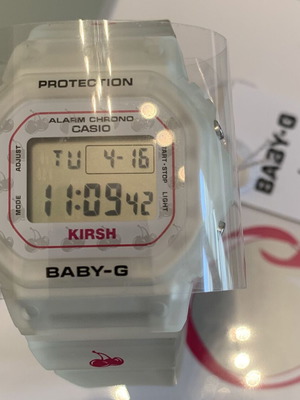 PROTECTION
ALARM CHRONO
CASIO
ADJUST
START·STOP
TU 4-16
11:09 42
MODE
LIGHT
KIRSH
BABY-G
BABY-G